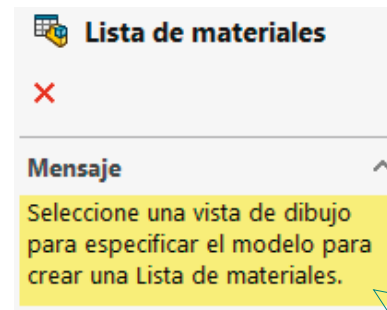 Lista de materiales
Mensaje
Seleccione una vista de dibujo
para especificar el modelo para
crear una Lista de materiales.